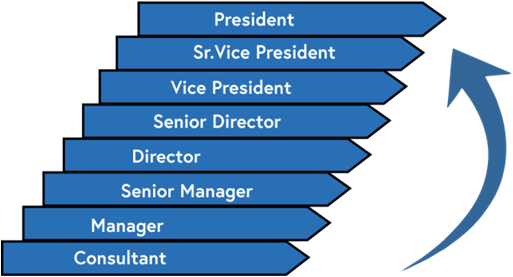 President
Sr.Vice President
Vice President
Senior Director
Director
Senior Manager
Manager
Consultant